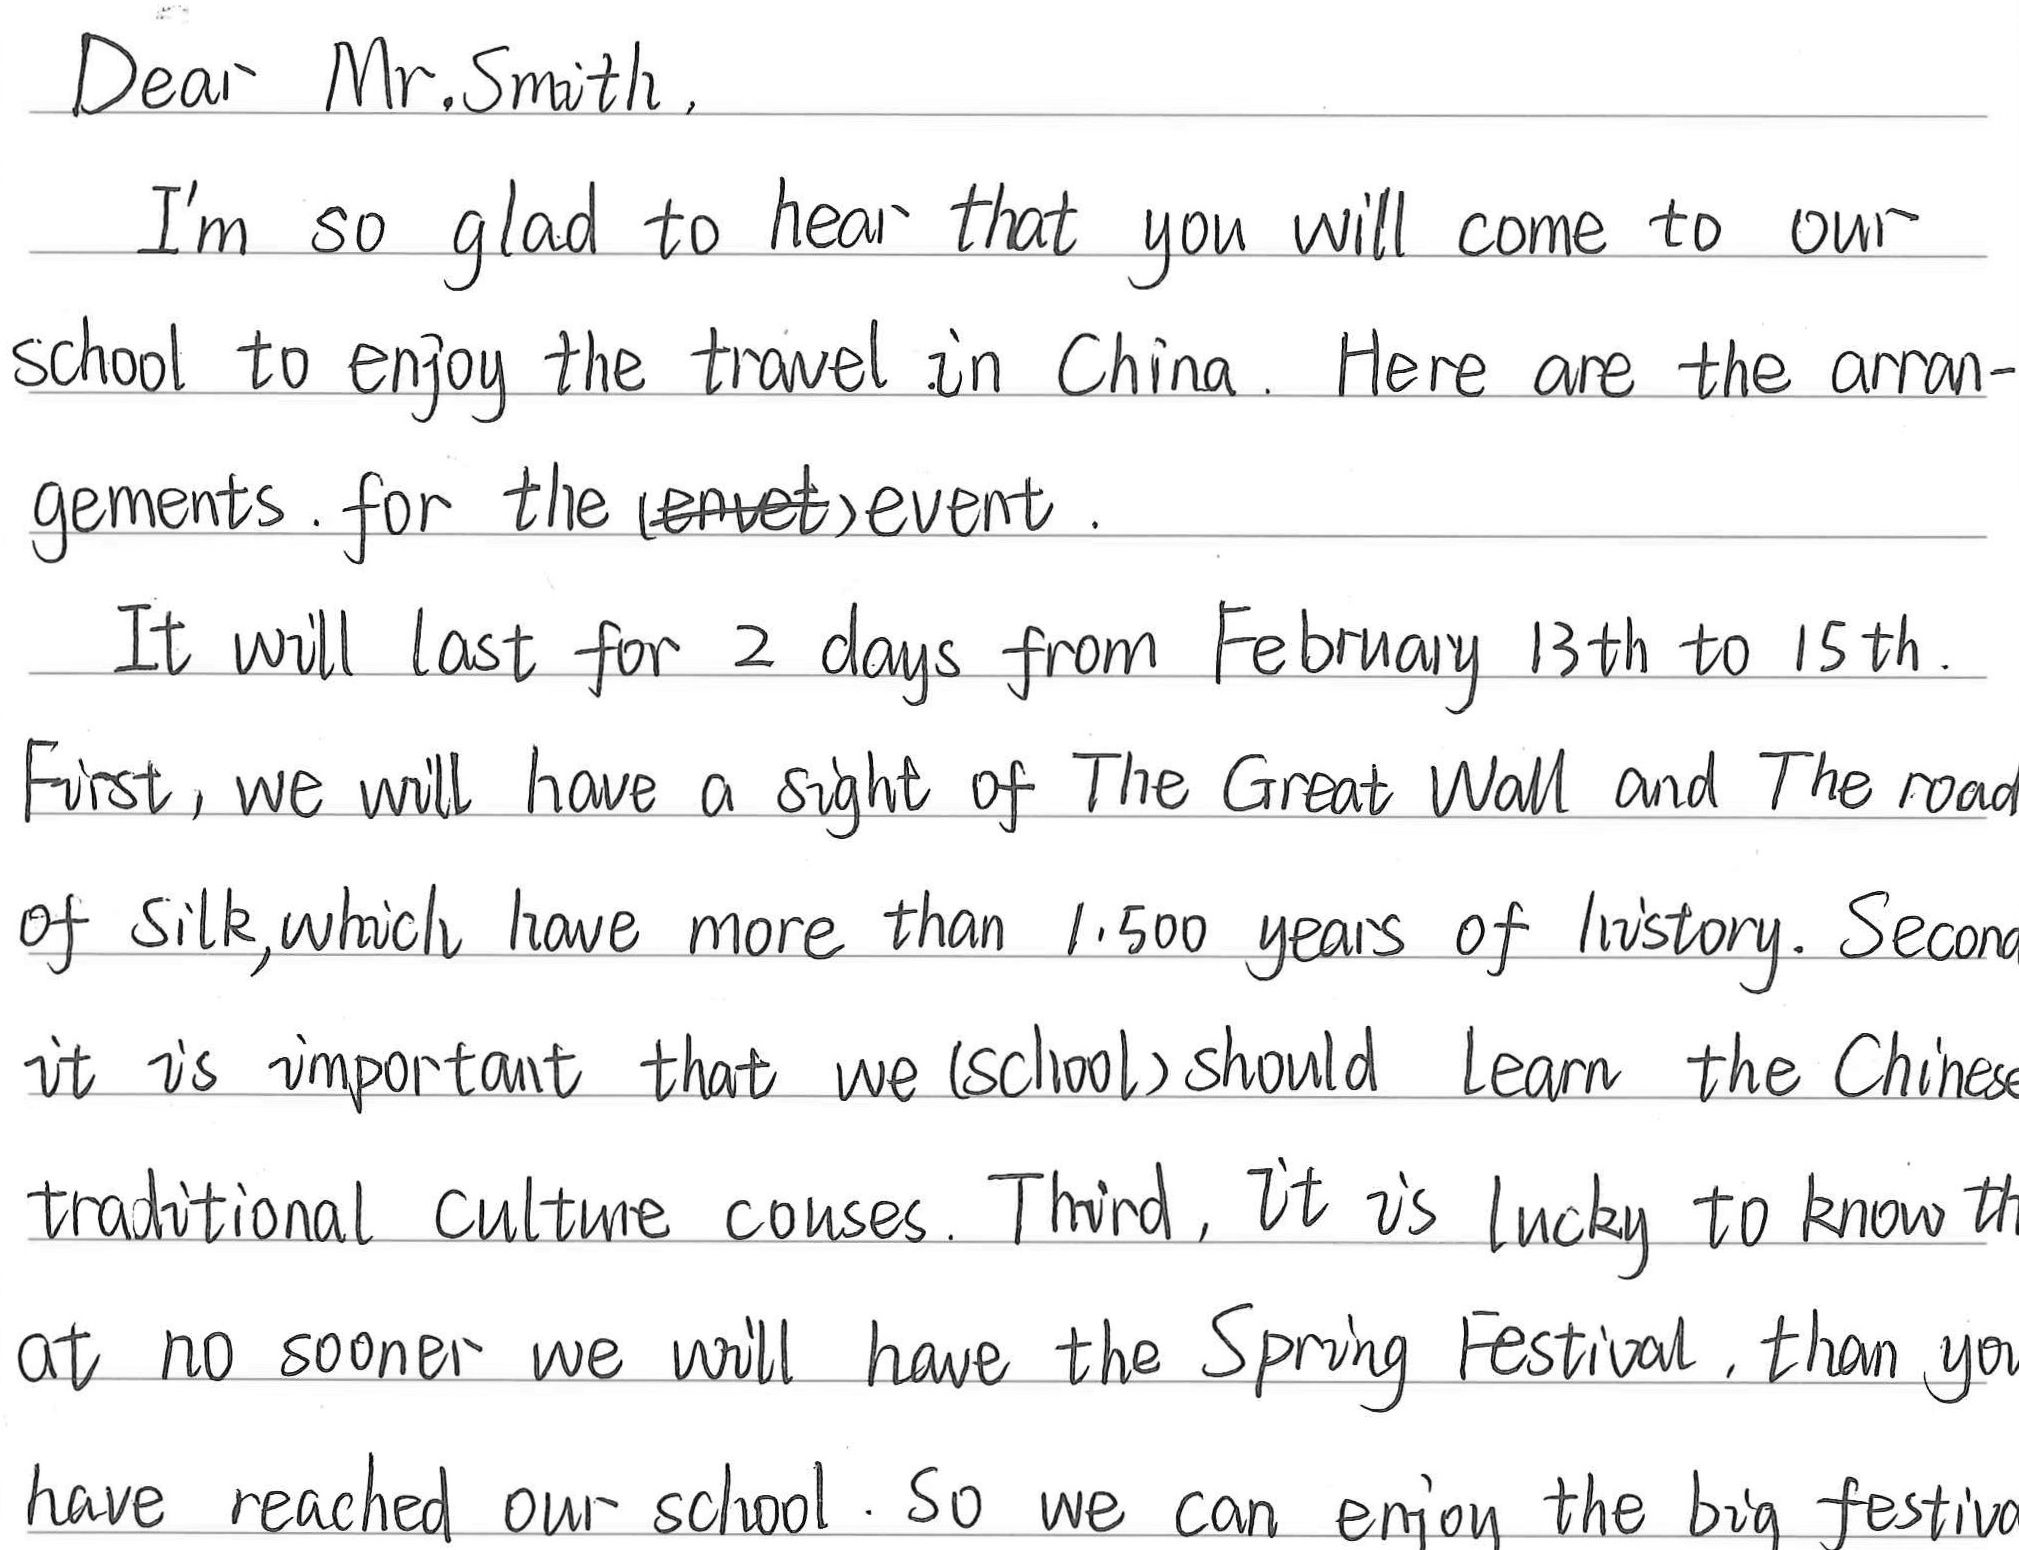 Dear Mr. Smith,
I'm so glad to hear that you will come to our
school to enjoy the travel in China. Here are the arran-
gements. for the (envet) event.
It will last for 2 days from February 13th to 15th.
First, we will have a sight of The Great Wall and The road
of Silk, which have more than 1.500 years of history. Second
it is important that we (school) should learn the Chinese
traditional culture couses. Third, it is lucky to know th
at no sooner we will have the Spring Festival, than you
have reached our school. So we can enjoy the big festiva